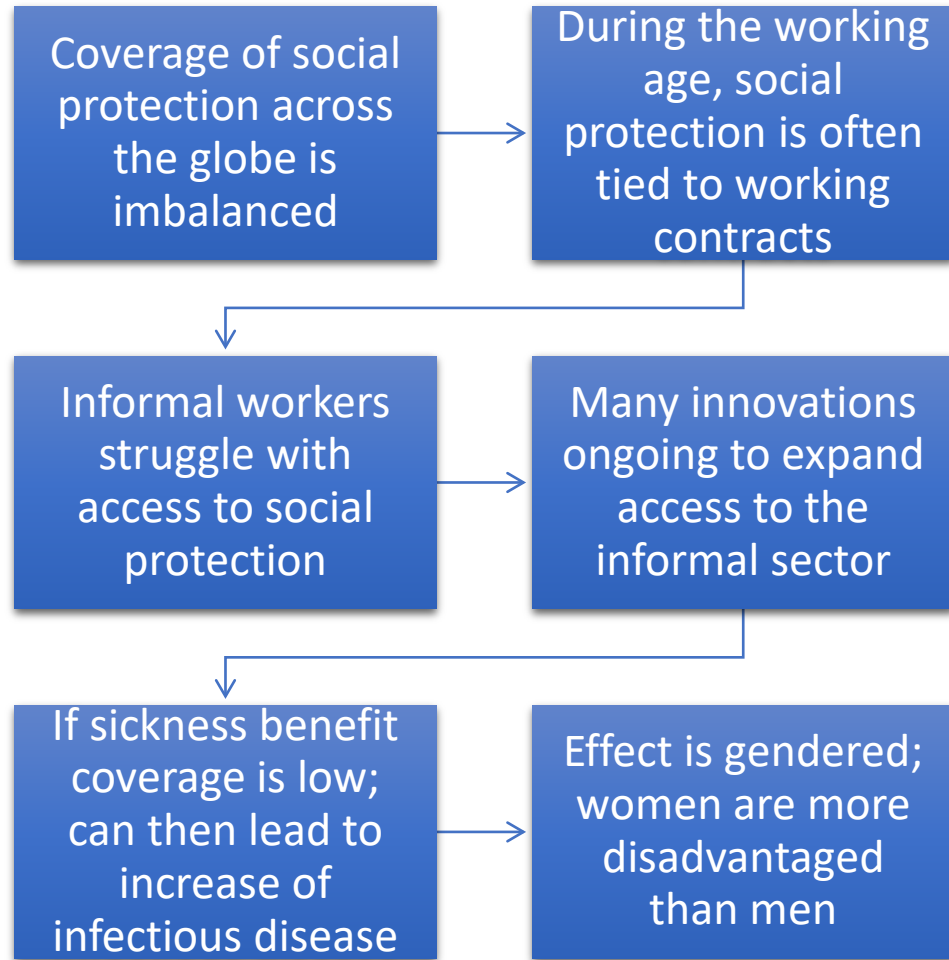 Coverage of social
protection across
the globe is
imbalanced
During the working
age, social
protection is often
tied to working
contracts
Informal workers
struggle with
access to social
protection
Many innovations
ongoing to expand
access to the
informal sector
If sickness benefit
coverage is low;
can then lead to
increase of
infectious disease
Effect is gendered;
women are more
disadvantaged
than men